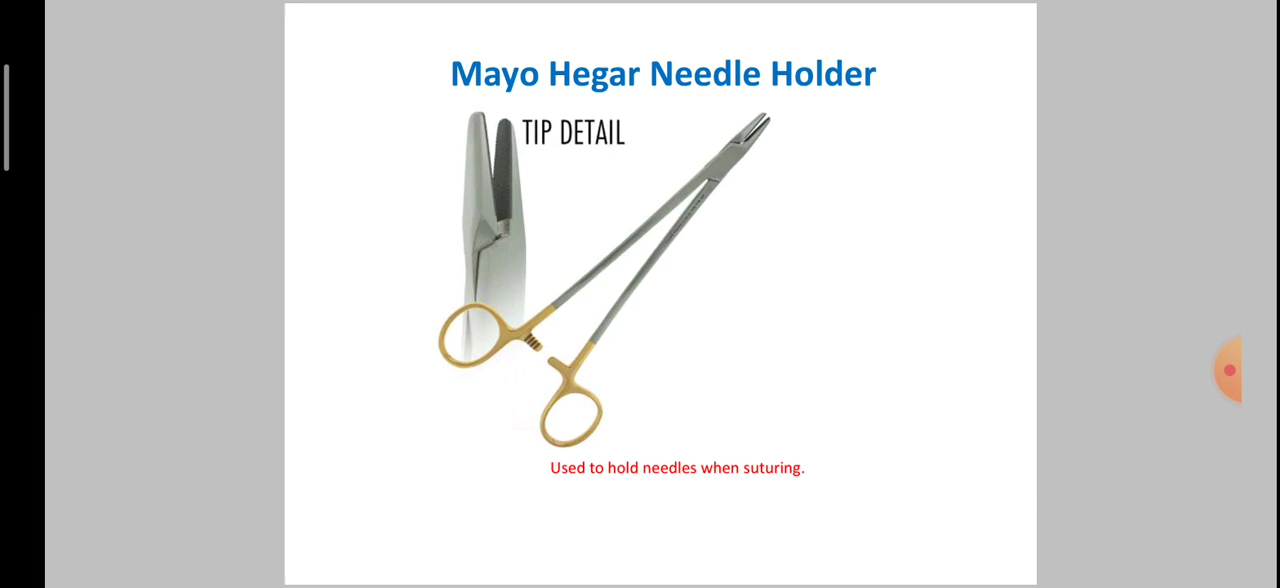 Mayo Hegar Needle Holder
TIP DETAIL
Used to hold needles when suturing.